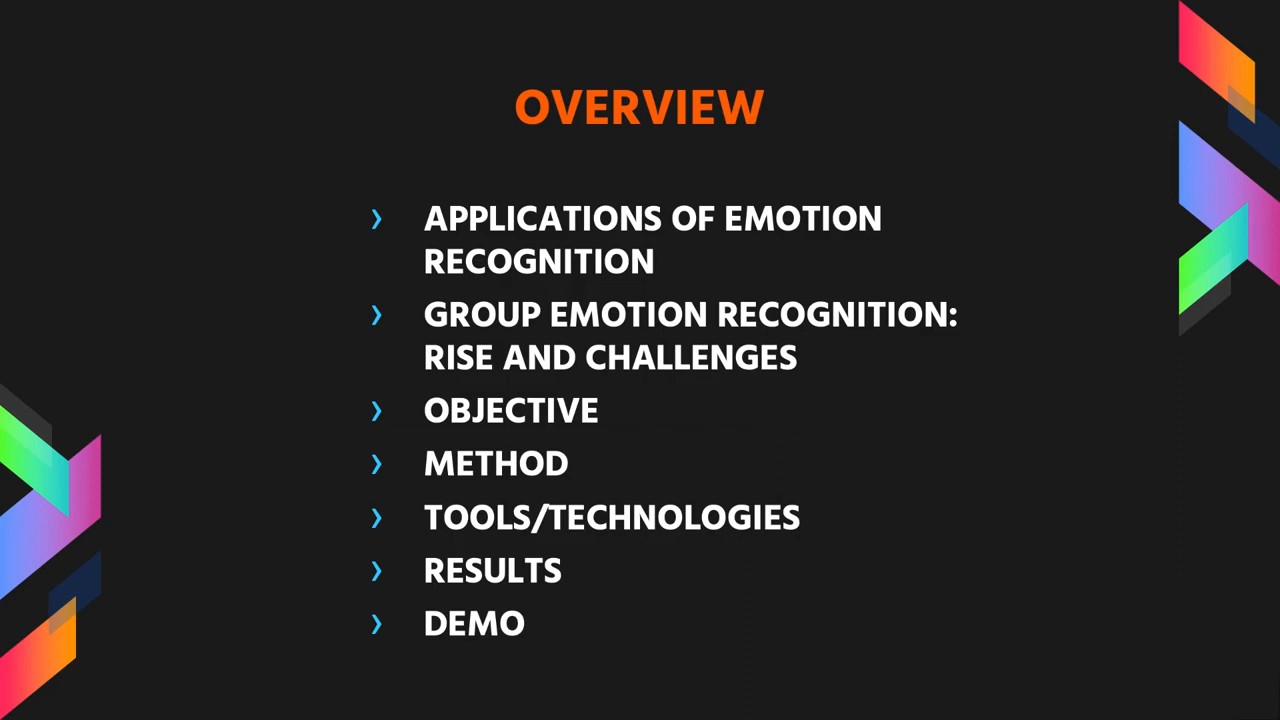 OVERVIEW
› APPLICATIONS OF EMOTION
RECOGNITION
› GROUP EMOTION RECOGNITION:
RISE AND CHALLENGES
› OBJECTIVE
› METHOD
› TOOLS/TECHNOLOGIES
› RESULTS
› DEMO